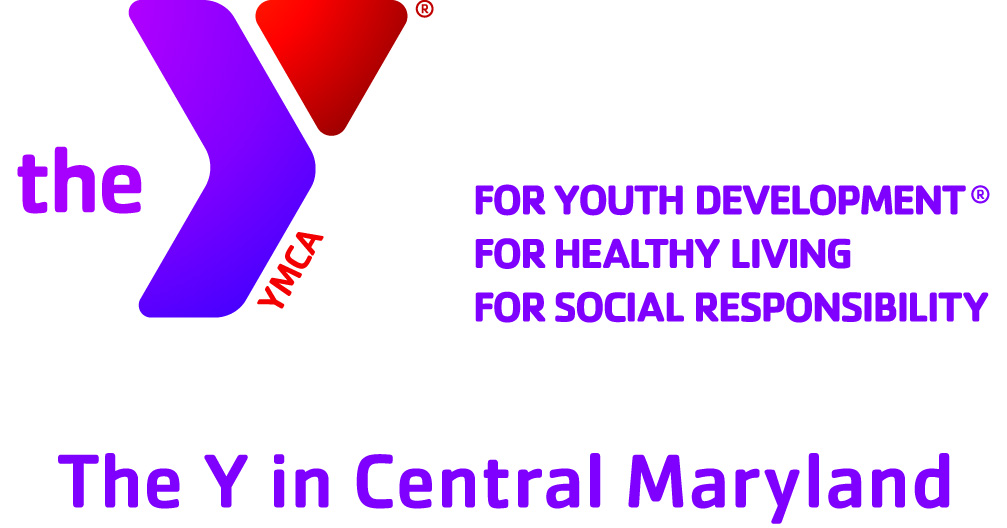 the
YMCA
®
FOR YOUTH DEVELOPMENT®
FOR HEALTHY LIVING
FOR SOCIAL RESPONSIBILITY
The Y in Central Maryland